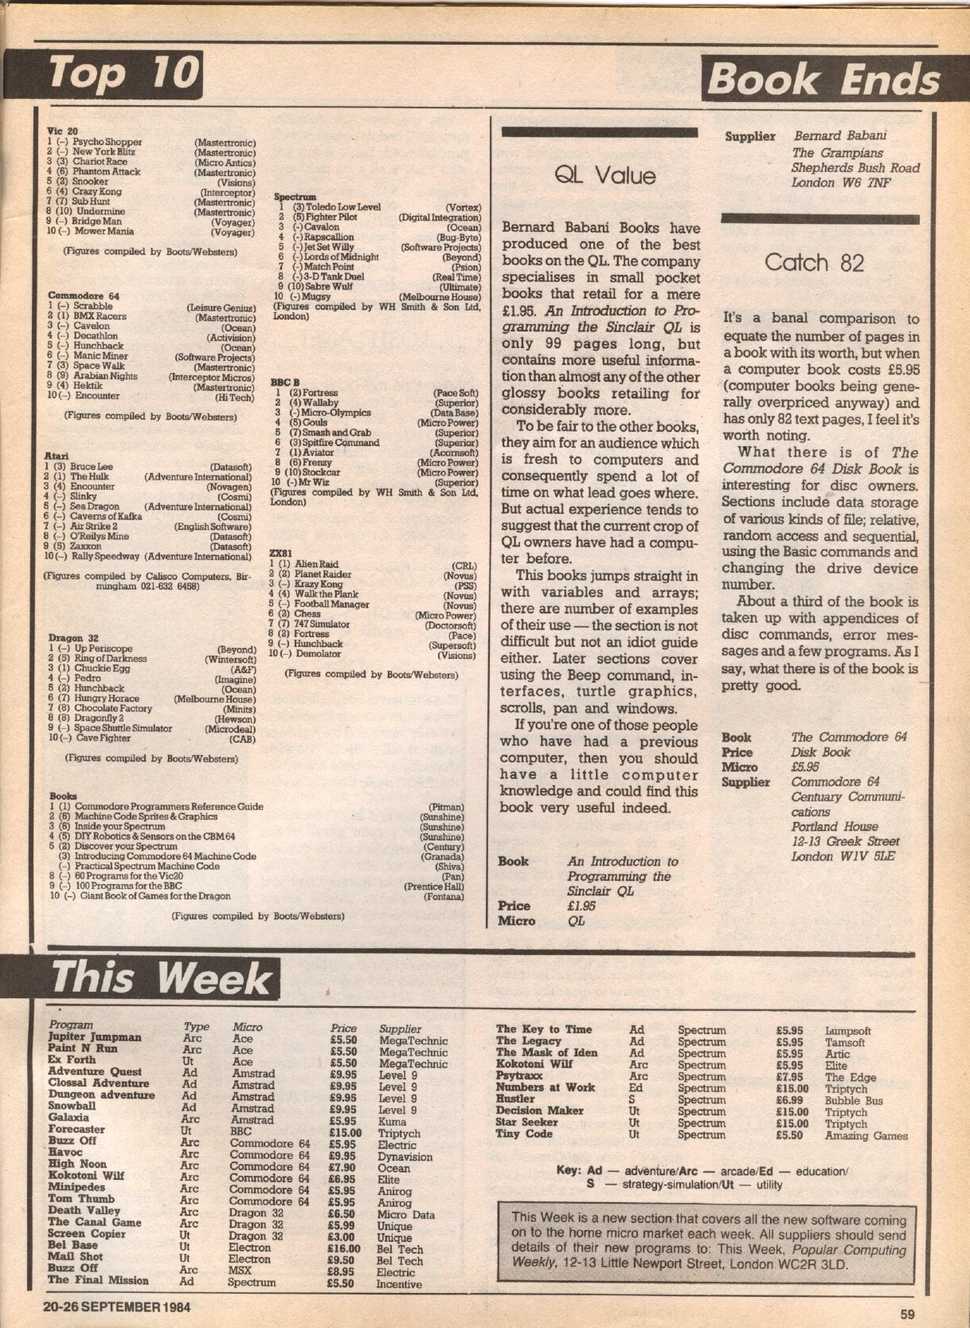 Top 10
Book Ends
Vic 20
1 (–) Psycho Shopper (Mastertronic)
2 (–) New York Blitz (Mastertronic)
3 (3) Chariot Race (Micro Antics)
4 (6) Phantom Attack (Mastertronic)
5 (2) Snooker (Visions)
6 (4) Crazy Kong (Interceptor)
7 (7) Sub Hunt (Mastertronic)
8 (10) Undermine (Mastertronic)
9 (–) Bridge Man (Voyager)
10 (–) Mower Mania (Voyager)
(Figures compiled by Boots/Websters)
Commodore 64
1 (–) Scrabble (Leisure Genius)
2 (1) BMX Racers (Mastertronic)
3 (–) Cavelon (Ocean)
4 (–) Decathlon (Activision)
5 (–) Hunchback (Ocean)
6 (–) Manic Miner (Software Projects)
7 (3) Space Walk (Mastertronic)
8 (9) Arabian Nights (Interceptor Micros)
9 (4) Hektik (Mastertronic)
10 (–) Encounter (Hi Tech)
(Figures compiled by Boots/Websters)
Atari
1 (3) Bruce Lee (Datasoft)
2 (1) The Hulk (Adventure International)
3 (4) Encounter (Novagen)
4 (–) Slinky (Cosmi)
5 (–) Sea Dragon (Adventure International)
6 (–) Caverns of Kafka (Cosmi)
7 (–) Air Strike 2 (English Software)
8 (–) O'Reilys Mine (Datasoft)
9 (5) Zaxxon (Datasoft)
10 (–) Rally Speedway (Adventure International)
(Figures compiled by Calisco Computers, Bir-
mingham 021-632 6458)
Dragon 32
1 (–) Up Periscope (Beyond)
2 (5) Ring of Darkness (Wintersoft)
3 (1) Chuckie Egg (A&F)
4 (–) Pedro (Imagine)
5 (2) Hunchback (Ocean)
6 (7) Hungry Horace (Melbourne House)
7 (8) Chocolate Factory (Minits)
8 (8) Dragonfly 2 (Hewson)
9 (–) Space Shuttle Simulator (Microdeal)
10 (–) Cave Fighter (CAB)
(Figures compiled by Boots/Websters)
Spectrum
1 (3) Toledo Low Level (Vortex)
2 (5) Fighter Pilot (Digital Integration)
3 (–) Cavalon (Ocean)
4 (–) Rapscallion (Bug-Byte)
5 (–) Jet Set Willy (Software Projects)
6 (–) Lords of Midnight (Beyond)
7 (–) Match Point (Psion)
8 (–) 3-D Tank Duel (Real Time)
9 (10) Sabre Wulf (Ultimate)
10 (–) Mugsy (Melbourne House)
(Figures compiled by WH Smith & Son Ltd,
London)
BBC B
1 (2) Fortress (Pace Soft)
2 (4) Wallaby (Superior)
3 (–) Micro-Olympics (Data Base)
4 (5) Gouls (Micro Power)
5 (7) Smash and Grab (Superior)
6 (3) Spitfire Command (Superior)
7 (1) Aviator (Acornsoft)
8 (6) Frenzy (Micro Power)
9 (10) Stockcar (Micro Power)
10 (–) Mr Wiz (Superior)
(Figures compiled by WH Smith & Son Ltd,
London)
ZX81
1 (1) Alien Raid (CRL)
2 (2) Planet Raider (Novus)
3 (–) Krazy Kong (PSS)
4 (4) Walk the Plank (Novus)
5 (–) Football Manager (Novus)
6 (2) Chess (Micro Power)
7 (7) 747 Simulator (Doctorsoft)
8 (2) Fortress (Pace)
9 (–) Hunchback (Supersoft)
10 (–) Demolator (Visions)
(Figures compiled by Boots/Websters)
Books
1 (1) Commodore Programmers Reference Guide (Pitman)
2 (6) Machine Code Sprites & Graphics (Sunshine)
3 (6) Inside your Spectrum (Sunshine)
4 (5) DIY Robotics & Sensors on the CBM 64 (Sunshine)
5 (2) Discover your Spectrum (Century)
(3) Introducing Commodore 64 Machine Code (Granada)
(–) Practical Spectrum Machine Code (Shiva)
8 (–) 60 Programs for the Vic20 (Pan)
9 (–) 100 Programs for the BBC (Prentice Hall)
10 (–) Giant Book of Games for the Dragon (Fontana)
(Figures compiled by Boots/Websters)
QL Value
Bernard Babani Books have
produced one of the best
books on the QL. The company
specialises in small pocket
books that retail for a mere
£1.95. An Introduction to Pro-
gramming the Sinclair QL is
only 99 pages long, but
contains more useful informa-
tion than almost any of the other
glossy books retailing for
considerably more.
To be fair to the other books,
they aim for an audience which
is fresh to computers and
consequently spend a lot of
time on what lead goes where.
But actual experience tends to
suggest that the current crop of
QL owners have had a compu-
ter before.
This books jumps straight in
with variables and arrays;
there are number of examples
of their use — the section is not
difficult but not an idiot guide
either. Later sections cover
using the Beep command, in-
terfaces, turtle graphics,
scrolls, pan and windows.
If you're one of those people
who have had a previous
computer, then you should
have a little computer
knowledge and could find this
book very useful indeed.
Book An Introduction to
Programming the
Sinclair QL
Price £1.95
Micro QL
Supplier Bernard Babani
The Grampians
Shepherds Bush Road
London W6 7NF
Catch 82
It's a banal comparison to
equate the number of pages in
a book with its worth, but when
a computer book costs £5.95
(computer books being gene-
rally overpriced anyway) and
has only 82 text pages, I feel it's
worth noting.
What there is of The
Commodore 64 Disk Book is
interesting for disc owners.
Sections include data storage
of various kinds of file; relative,
random access and sequential,
using the Basic commands and
changing the drive device
number.
About a third of the book is
taken up with appendices of
disc commands, error mes-
sages and a few programs. As I
say, what there is of the book is
pretty good.
Book The Commodore 64
Price Disk Book
Micro £5.95
Supplier Commodore 64
Centuary Communi-
cations
Portland House
12-13 Greek Street
London W1V 5LE
This Week
Program Type Micro Price Supplier
Jupiter Jumpman Arc Ace £5.50 MegaTechnic
Paint N Run Arc Ace £5.50 MegaTechnic
Ex Forth Ut Ace £5.50 MegaTechnic
Adventure Quest Ad Amstrad £9.95 Level 9
Clossal Adventure Ad Amstrad £9.95 Level 9
Dungeon adventure Ad Amstrad £9.95 Level 9
Snowball Ad Amstrad £9.95 Level 9
Galaxia Arc Amstrad £5.95 Kuma
Forecaster Ut BBC £15.00 Triptych
Buzz Off Arc Commodore 64 £5.95 Electric
Havoc Arc Commodore 64 £9.95 Dynavision
High Noon Arc Commodore 64 £7.90 Ocean
Kokotoni Wilf Arc Commodore 64 £6.95 Elite
Minipedes Arc Commodore 64 £5.95 Anirog
Tom Thumb Arc Commodore 64 £5.95 Anirog
Death Valley Arc Dragon 32 £6.50 Micro Data
The Canal Game Arc Dragon 32 £5.99 Unique
Screen Copier Ut Dragon 32 £3.00 Unique
Bel Base Ut Electron £16.00 Bel Tech
Mail Shot Ut Electron £9.50 Bel Tech
Buzz Off Arc MSX £8.95 Electric
The Final Mission Ad Spectrum £5.50 Incentive
The Key to Time Ad Spectrum £5.95 Lumpsoft
The Legacy Ad Spectrum £5.95 Tamsoft
The Mask of Iden Ad Spectrum £5.95 Artic
Kokotoni Wilf Arc Spectrum £5.95 Elite
Psytraxx Arc Spectrum £7.95 The Edge
Numbers at Work Ed Spectrum £15.00 Triptych
Hustler S Spectrum £6.99 Bubble Bus
Decision Maker Ut Spectrum £15.00 Triptych
Star Seeker Ut Spectrum £15.00 Triptych
Tiny Code Ut Spectrum £5.50 Amazing Games
Key: Ad — adventure/Arc — arcade/Ed — education/
S — strategy-simulation/Ut — utility
This Week is a new section that covers all the new software coming
on to the home micro market each week. All suppliers should send
details of their new programs to: This Week, Popular Computing
Weekly, 12-13 Little Newport Street, London WC2R 3LD.
20-26 SEPTEMBER 1984
59